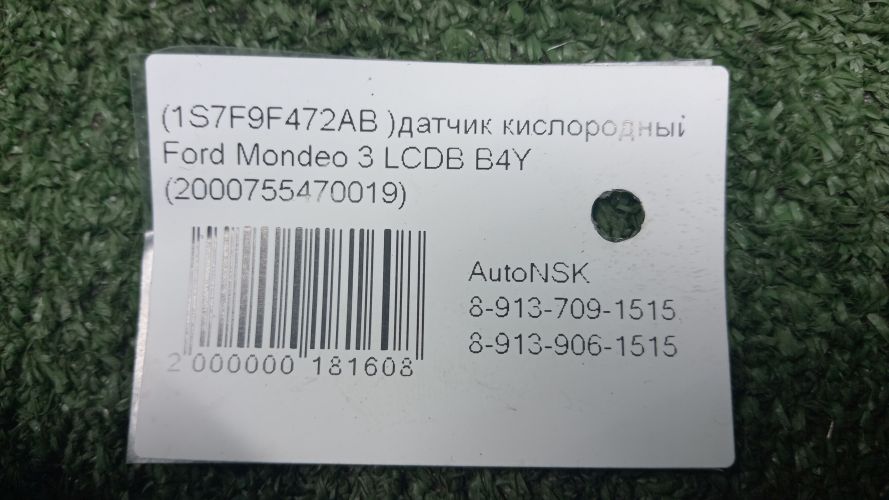 (1S7F9F472AB )датчик кислородный
Ford Mondeo 3 LCDB B4Y
(2000755470019)
AutoNSK
8-913-709-1515
8-913-906-1515
2 000000 181608